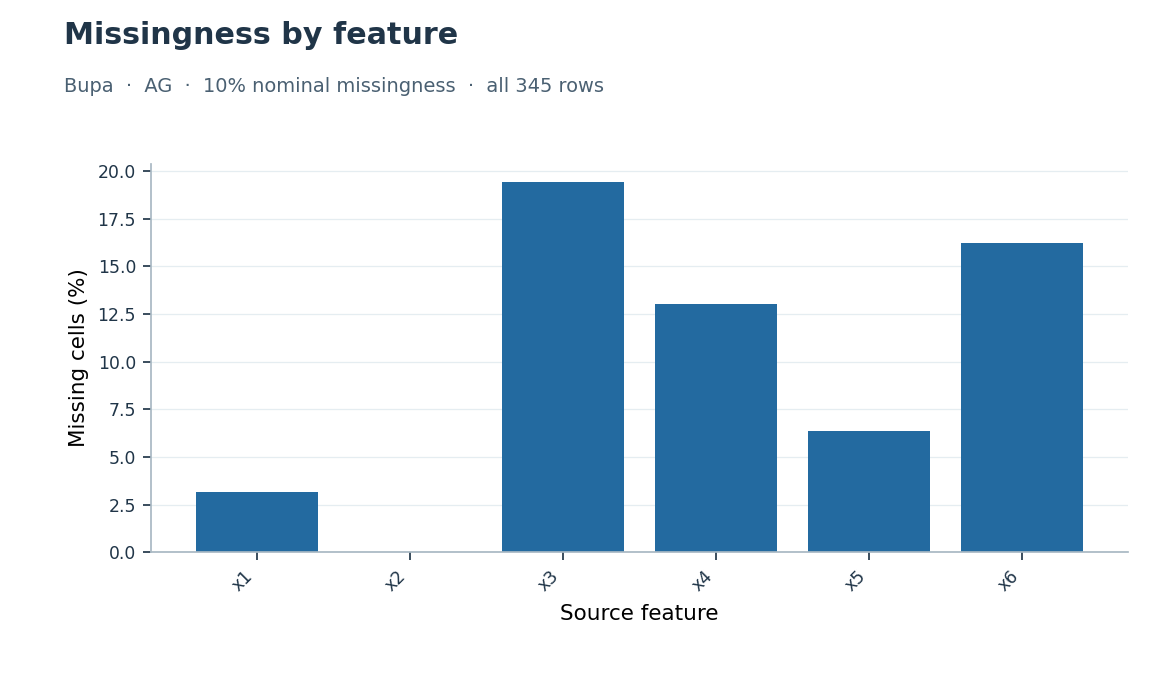 Missingness by feature
Bupa · AG · 10% nominal missingness · all 345 rows
20.0
17.5
15.0
12.5
10.0
7.5
5.0
2.5
0.0
Missing cells (%)
x1 x2 x3 x4 x5 x6
Source feature